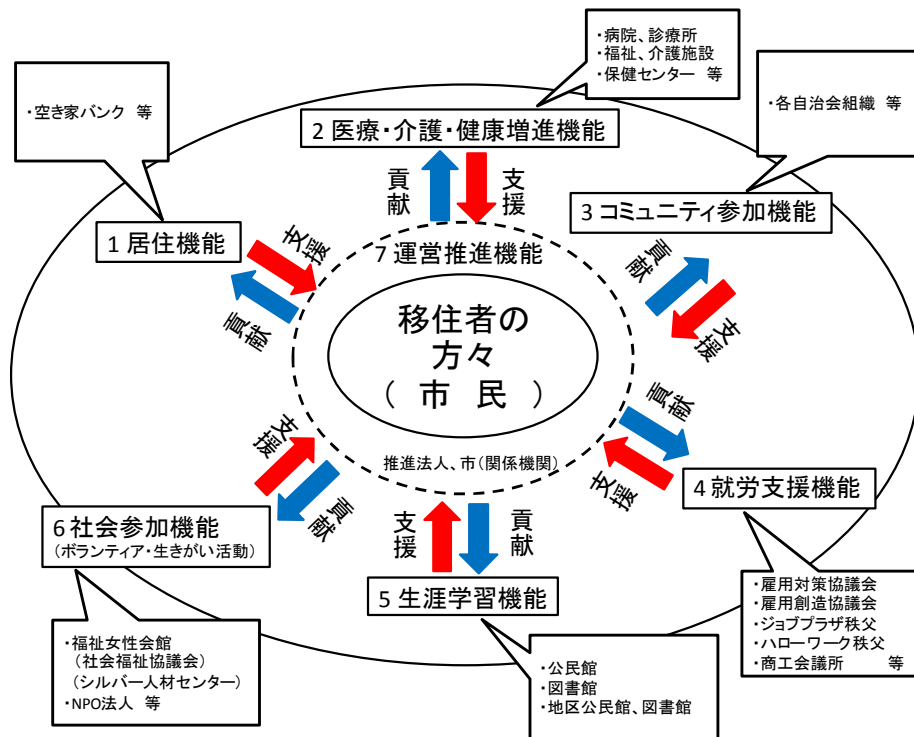 ・病院、診療所
・福祉、介護施設
・保健センター 等
・空き家バンク 等
・各自治会組織 等
2 医療・介護・健康増進機能
貢献
支援
3 コミュニティ参加機能
1 居住機能
支援
貢献
7 運営推進機能
貢献
支援
移住者の
方々
（ 市 民 ）
推進法人、市(関係機関)
貢献
支援
4 就労支援機能
支援
貢献
6 社会参加機能
(ボランティア・生きがい活動)
支援
貢献
5 生涯学習機能
・雇用対策協議会
・雇用創造協議会
・ジョブプラザ秩父
・ハローワーク秩父
・商工会議所 等
・福祉女性会館
（社会福祉協議会）
（シルバー人材センター）
・NPO法人 等
・公民館
・図書館
・地区公民館、図書館